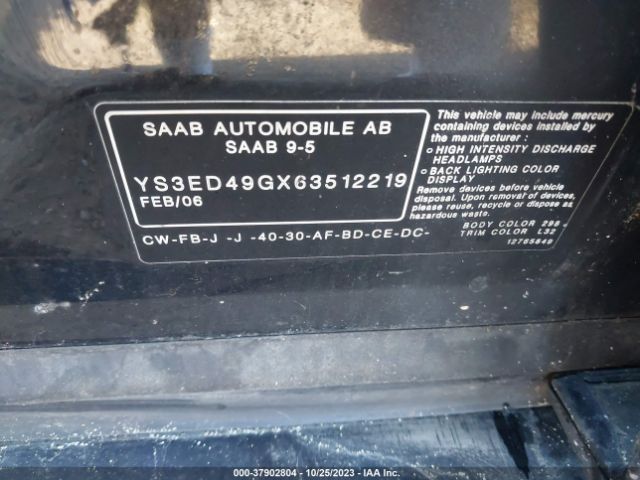 SAAB AUTOMOBILE AB
SAAB 9-5
YS3ED49GX63512219
FEB/06
CW-FB-J -J -40-30-AF-BD-CE-DC-
This vehicle may include mercury
containing devices installed by
the manufacturer :
o HIGH INTENSITY DISCHARGE
HEADLAMPS
o BACK LIGHTING COLOR
DISPLAY
Remove devices before vehicle
disposal. Upon removal of devices,
please reuse, recycle or dispose as
hazardous waste.
BODY COLOR 298
TRIM COLOR L32
12765849
000-37902804 - 10/25/2023 - IAA Inc.